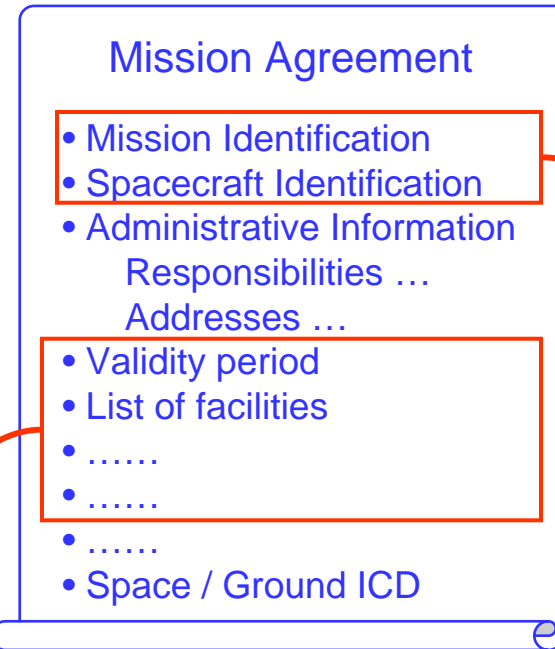 Mission Agreement
• Mission Identification
• Spacecraft Identification
• Administrative Information
Responsibilities …
Addresses …
• Validity period
• List of facilities
• ……
• ……
• ……
• Space / Ground ICD